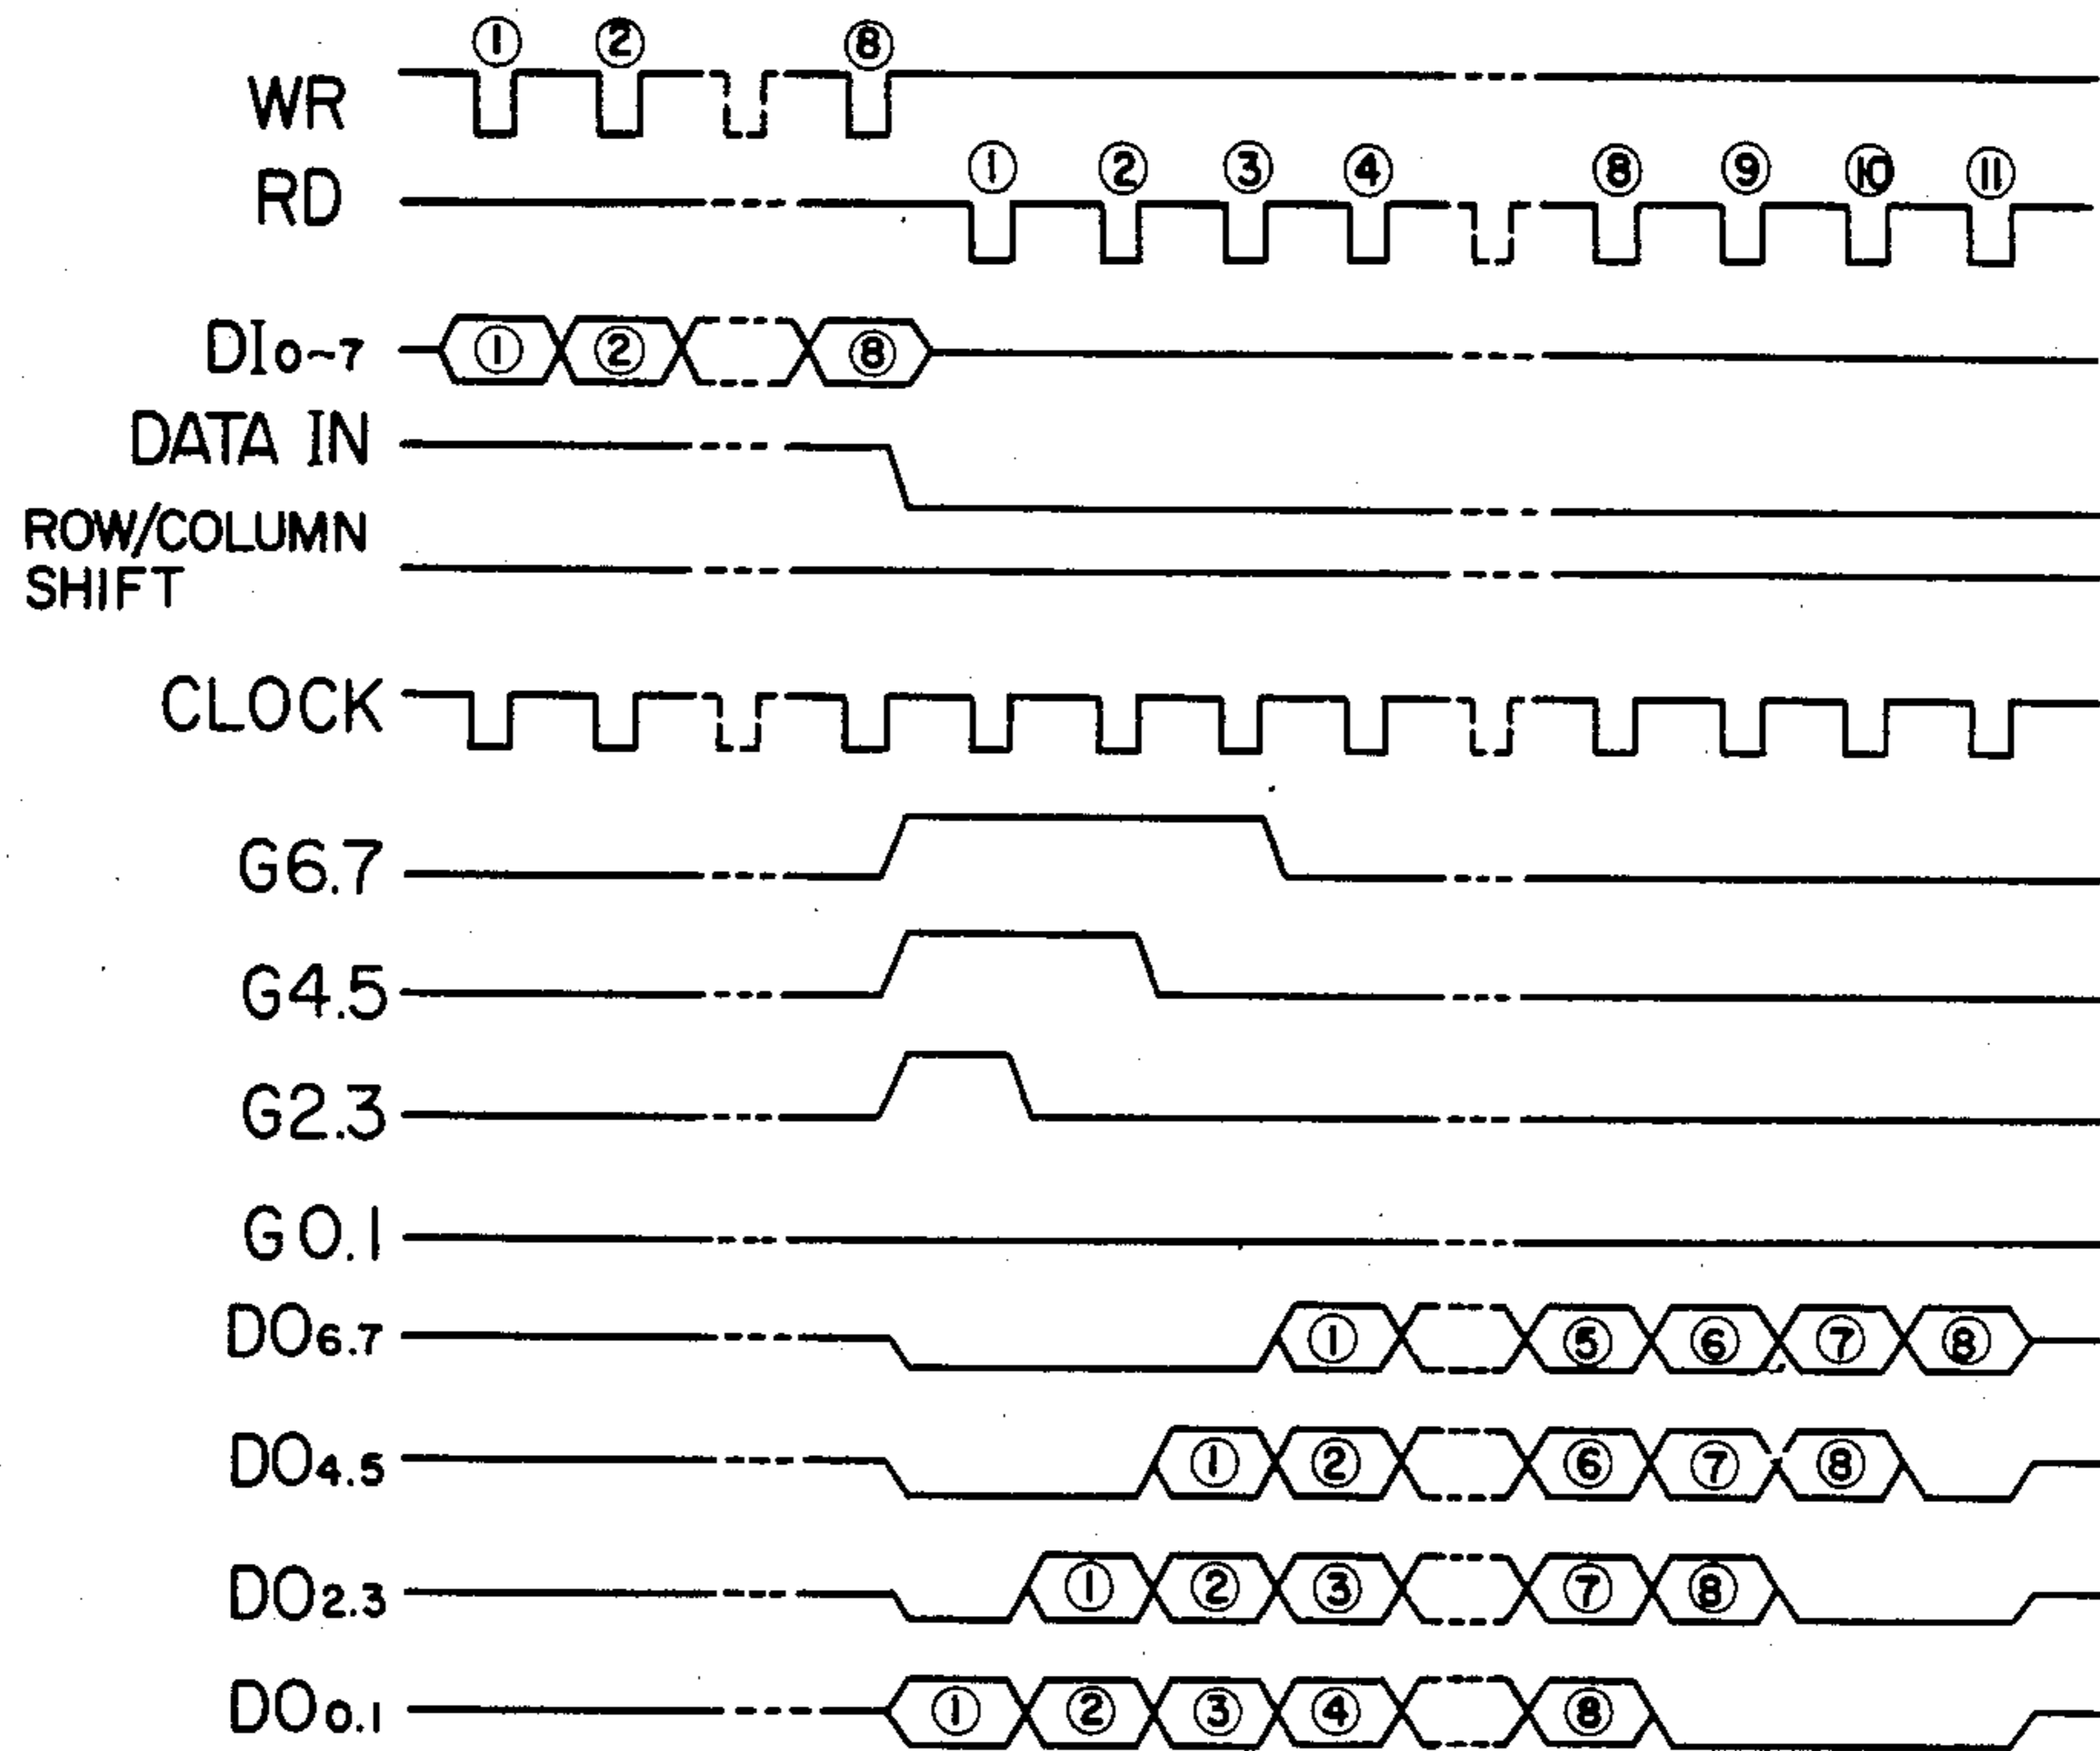 ① ② ⑧
WR
① ② ③ ④ ⑧ ⑨ ⑩ ⑪
RD
DI0~7 ① ② ⑧
DATA IN
ROW/COLUMN
SHIFT
CLOCK
G6.7
G4.5
G2.3
G0.1
DO6.7 ① ⑤ ⑥ ⑦ ⑧
DO4.5 ① ② ⑥ ⑦ ⑧
DO2.3 ① ② ③ ⑦ ⑧
DO0.1 ① ② ③ ④ ⑧